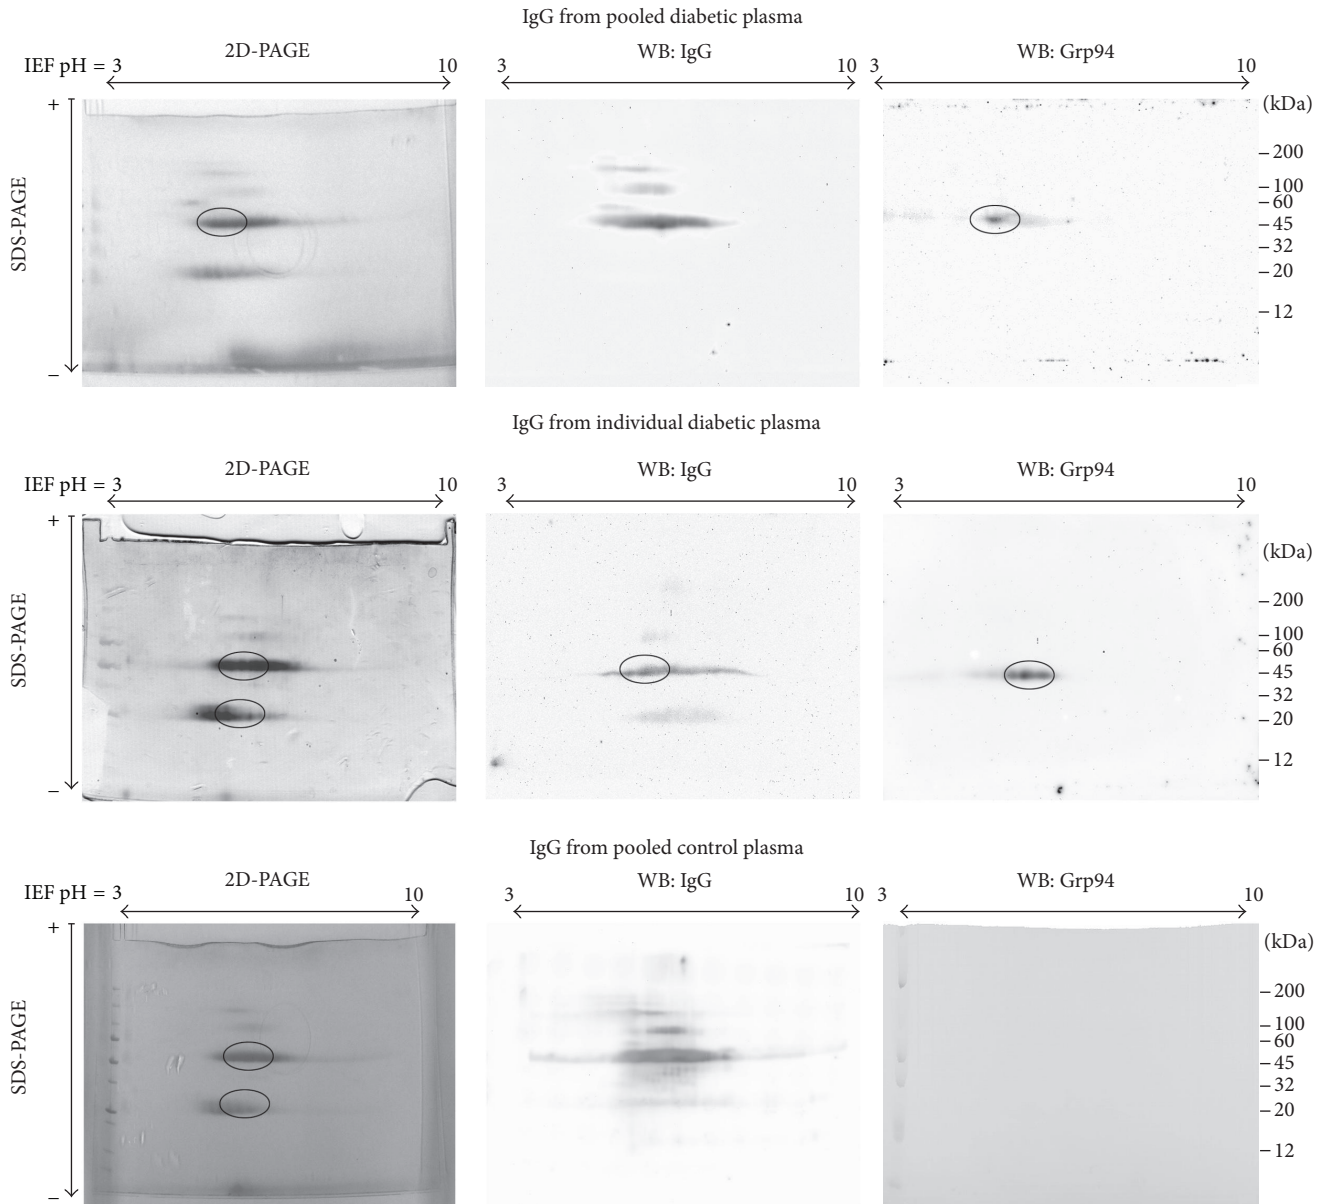 IgG from pooled diabetic plasma
2D-PAGE WB: IgG WB: Grp94
IEF pH = 3 10 3 10 3 10
+ (kDa)
SDS-PAGE
– 200
– 100
– 60
– 45
– 32
– 20
– 12
–
IgG from individual diabetic plasma
2D-PAGE WB: IgG WB: Grp94
IEF pH = 3 10 3 10 3 10
+ (kDa)
SDS-PAGE
– 200
– 100
– 60
– 45
– 32
– 20
– 12
–
IgG from pooled control plasma
2D-PAGE WB: IgG WB: Grp94
IEF pH = 3 10 3 10 3 10
+ (kDa)
SDS-PAGE
– 200
– 100
– 60
– 45
– 32
– 20
– 12
–